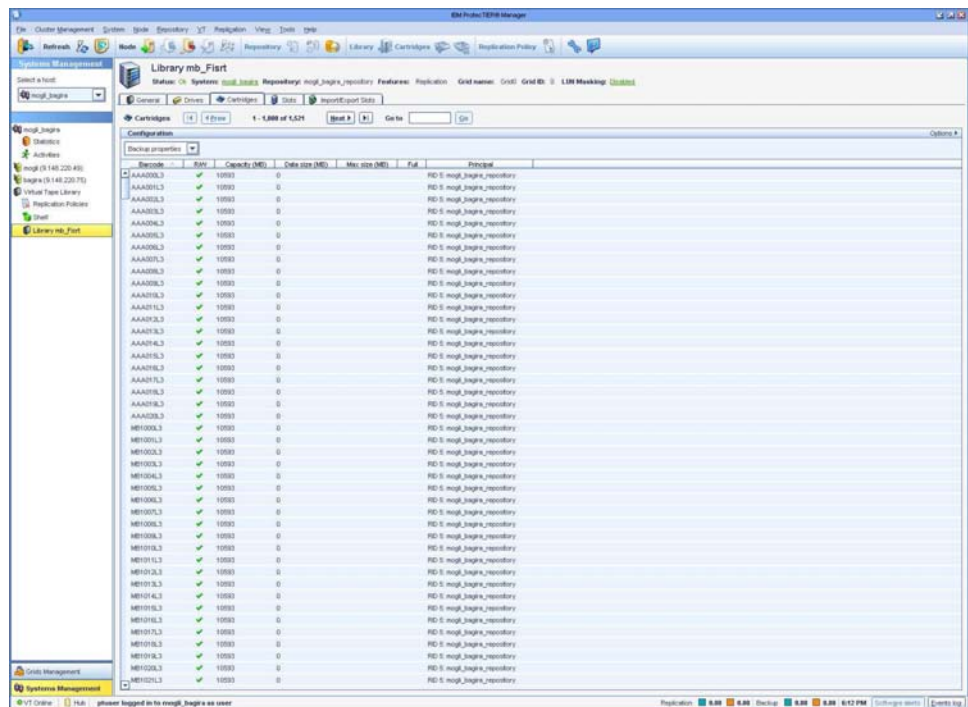 IBM ProtecTIER® Manager
File Cluster Management System Node Repository VT Replication View Tools Help
Refresh Node Repository Library Cartridges Replication Policy
Systems Management
Select a host:
mogli_bagira
mogli_bagira
Statistics
Activities
mogli (9.148.220.49)
bagira (9.148.220.75)
Virtual Tape Library
Replication Policies
Shelf
Library mb_Fisrt
Library mb_Fisrt
Status: Ok System: mogli_bagira Repository: mogli_bagira_repository Features: Replication Grid name: Grid0 Grid ID: 0 LUN Masking: Disabled
General Drives Cartridges Slots Import/Export Slots
Cartridges Prev 1 - 1,000 of 1,521 Next Go to Go
Configuration Options
Backup properties
Barcode R/W Capacity (MB) Data size (MB) Max size (MB) Full Principal
AAA000L3 10593 0 RID 5: mogli_bagira_repository
AAA001L3 10593 0 RID 5: mogli_bagira_repository
AAA002L3 10593 0 RID 5: mogli_bagira_repository
AAA003L3 10593 0 RID 5: mogli_bagira_repository
AAA004L3 10593 0 RID 5: mogli_bagira_repository
AAA005L3 10593 0 RID 5: mogli_bagira_repository
AAA006L3 10593 0 RID 5: mogli_bagira_repository
AAA007L3 10593 0 RID 5: mogli_bagira_repository
AAA008L3 10593 0 RID 5: mogli_bagira_repository
AAA009L3 10593 0 RID 5: mogli_bagira_repository
AAA010L3 10593 0 RID 5: mogli_bagira_repository
AAA011L3 10593 0 RID 5: mogli_bagira_repository
AAA012L3 10593 0 RID 5: mogli_bagira_repository
AAA013L3 10593 0 RID 5: mogli_bagira_repository
AAA014L3 10593 0 RID 5: mogli_bagira_repository
AAA015L3 10593 0 RID 5: mogli_bagira_repository
AAA016L3 10593 0 RID 5: mogli_bagira_repository
AAA017L3 10593 0 RID 5: mogli_bagira_repository
AAA018L3 10593 0 RID 5: mogli_bagira_repository
AAA019L3 10593 0 RID 5: mogli_bagira_repository
AAA020L3 10593 0 RID 5: mogli_bagira_repository
MB1000L3 10593 0 RID 5: mogli_bagira_repository
MB1001L3 10593 0 RID 5: mogli_bagira_repository
MB1002L3 10593 0 RID 5: mogli_bagira_repository
MB1003L3 10593 0 RID 5: mogli_bagira_repository
MB1004L3 10593 0 RID 5: mogli_bagira_repository
MB1005L3 10593 0 RID 5: mogli_bagira_repository
MB1006L3 10593 0 RID 5: mogli_bagira_repository
MB1007L3 10593 0 RID 5: mogli_bagira_repository
MB1008L3 10593 0 RID 5: mogli_bagira_repository
MB1009L3 10593 0 RID 5: mogli_bagira_repository
MB1010L3 10593 0 RID 5: mogli_bagira_repository
MB1011L3 10593 0 RID 5: mogli_bagira_repository
MB1012L3 10593 0 RID 5: mogli_bagira_repository
MB1013L3 10593 0 RID 5: mogli_bagira_repository
MB1014L3 10593 0 RID 5: mogli_bagira_repository
MB1015L3 10593 0 RID 5: mogli_bagira_repository
MB1016L3 10593 0 RID 5: mogli_bagira_repository
MB1017L3 10593 0 RID 5: mogli_bagira_repository
MB1018L3 10593 0 RID 5: mogli_bagira_repository
MB1019L3 10593 0 RID 5: mogli_bagira_repository
MB1020L3 10593 0 RID 5: mogli_bagira_repository
MB1021L3 10593 0 RID 5: mogli_bagira_repository
Grids Management
Systems Management
VT Online Hub ptuser logged in to mogli_bagira as user Replication 0.00 0.00 Backup 0.00 0.00 6:12 PM Software alerts Events log